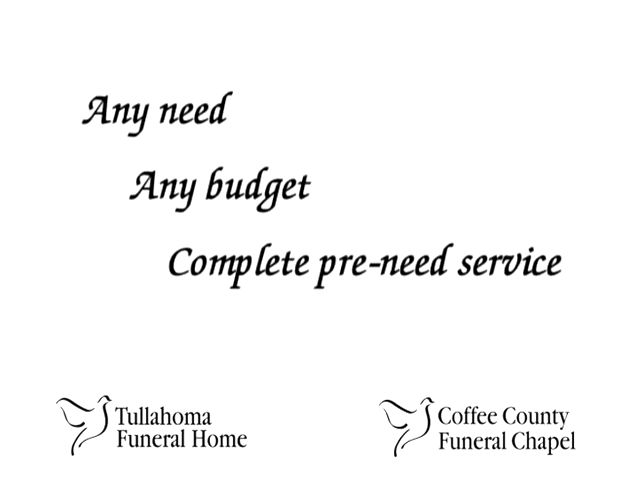 Any need
Any budget
Complete pre-need service
Tullahoma
Funeral Home
Coffee County
Funeral Chapel